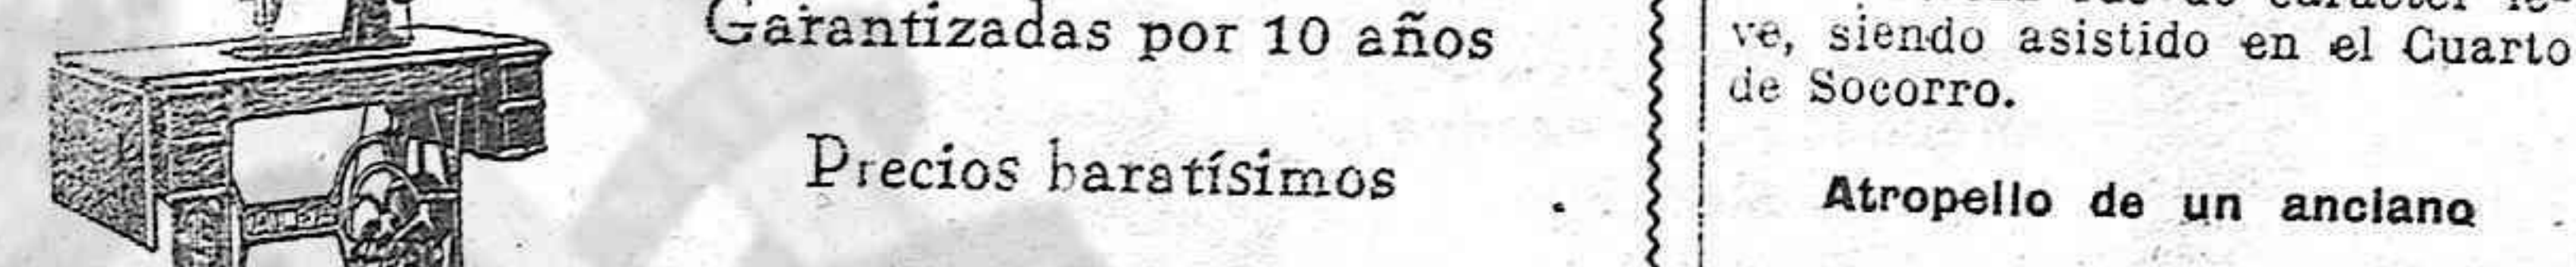 Garantizadas por 10 años
Precios baratísimos
ve, siendo asistido en el Cuarto
de Socorro.
Atropello de un anciano